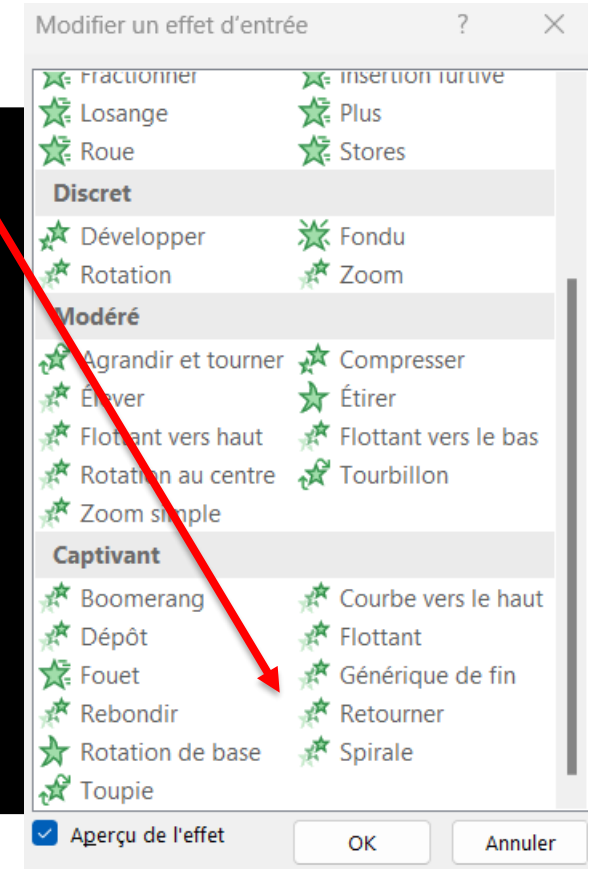 Modifier un effet d’entrée ? ×
Fractionner Insertion furtive
Losange Plus
Roue Stores
Discret
Développer Fondu
Rotation Zoom
Modéré
Agrandir et tourner Compresser
Élever Étirer
Flottant vers haut Flottant vers le bas
Rotation au centre Tourbillon
Zoom simple
Captivant
Boomerang Courbe vers le haut
Dépôt Flottant
Fouet Générique de fin
Rebondir Retourner
Rotation de base Spirale
Toupie
Aperçu de l'effet OK Annuler